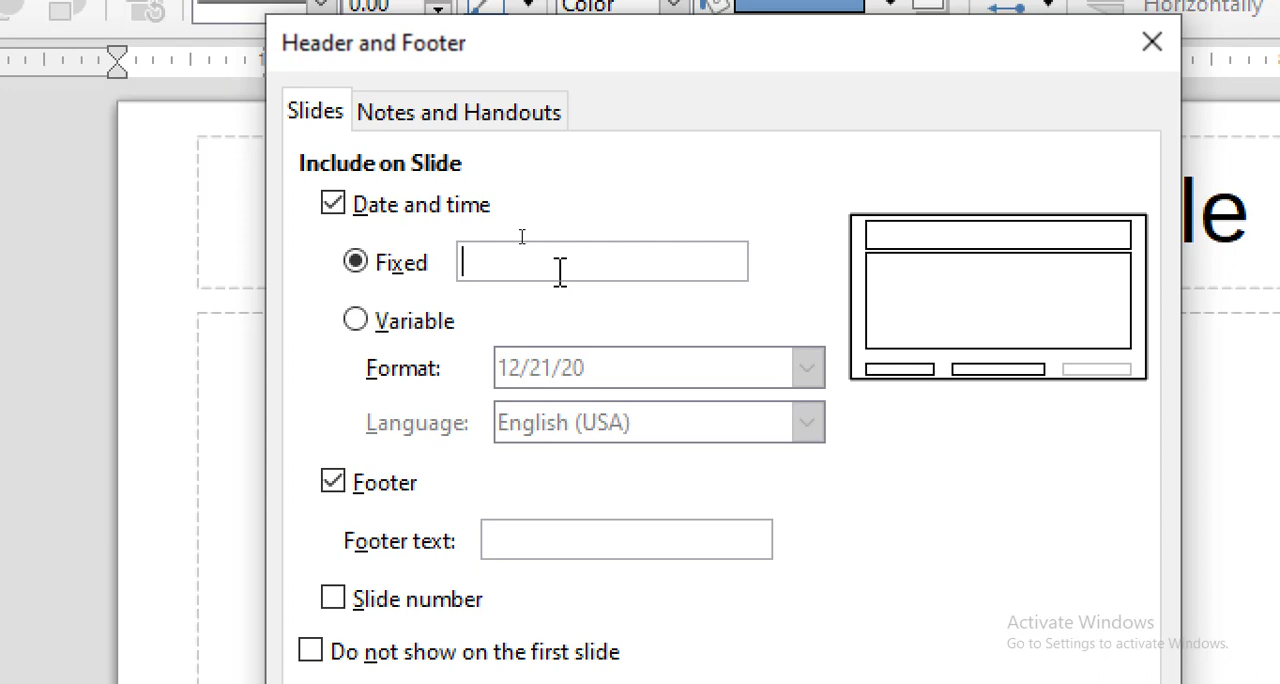 0.00 Color Horizontally
Header and Footer
Slides Notes and Handouts
Include on Slide
Date and time
Fixed
Variable
Format: 12/21/20
Language: English (USA)
Footer
Footer text:
Slide number
Do not show on the first slide
le
Activate Windows
Go to Settings to activate Windows.